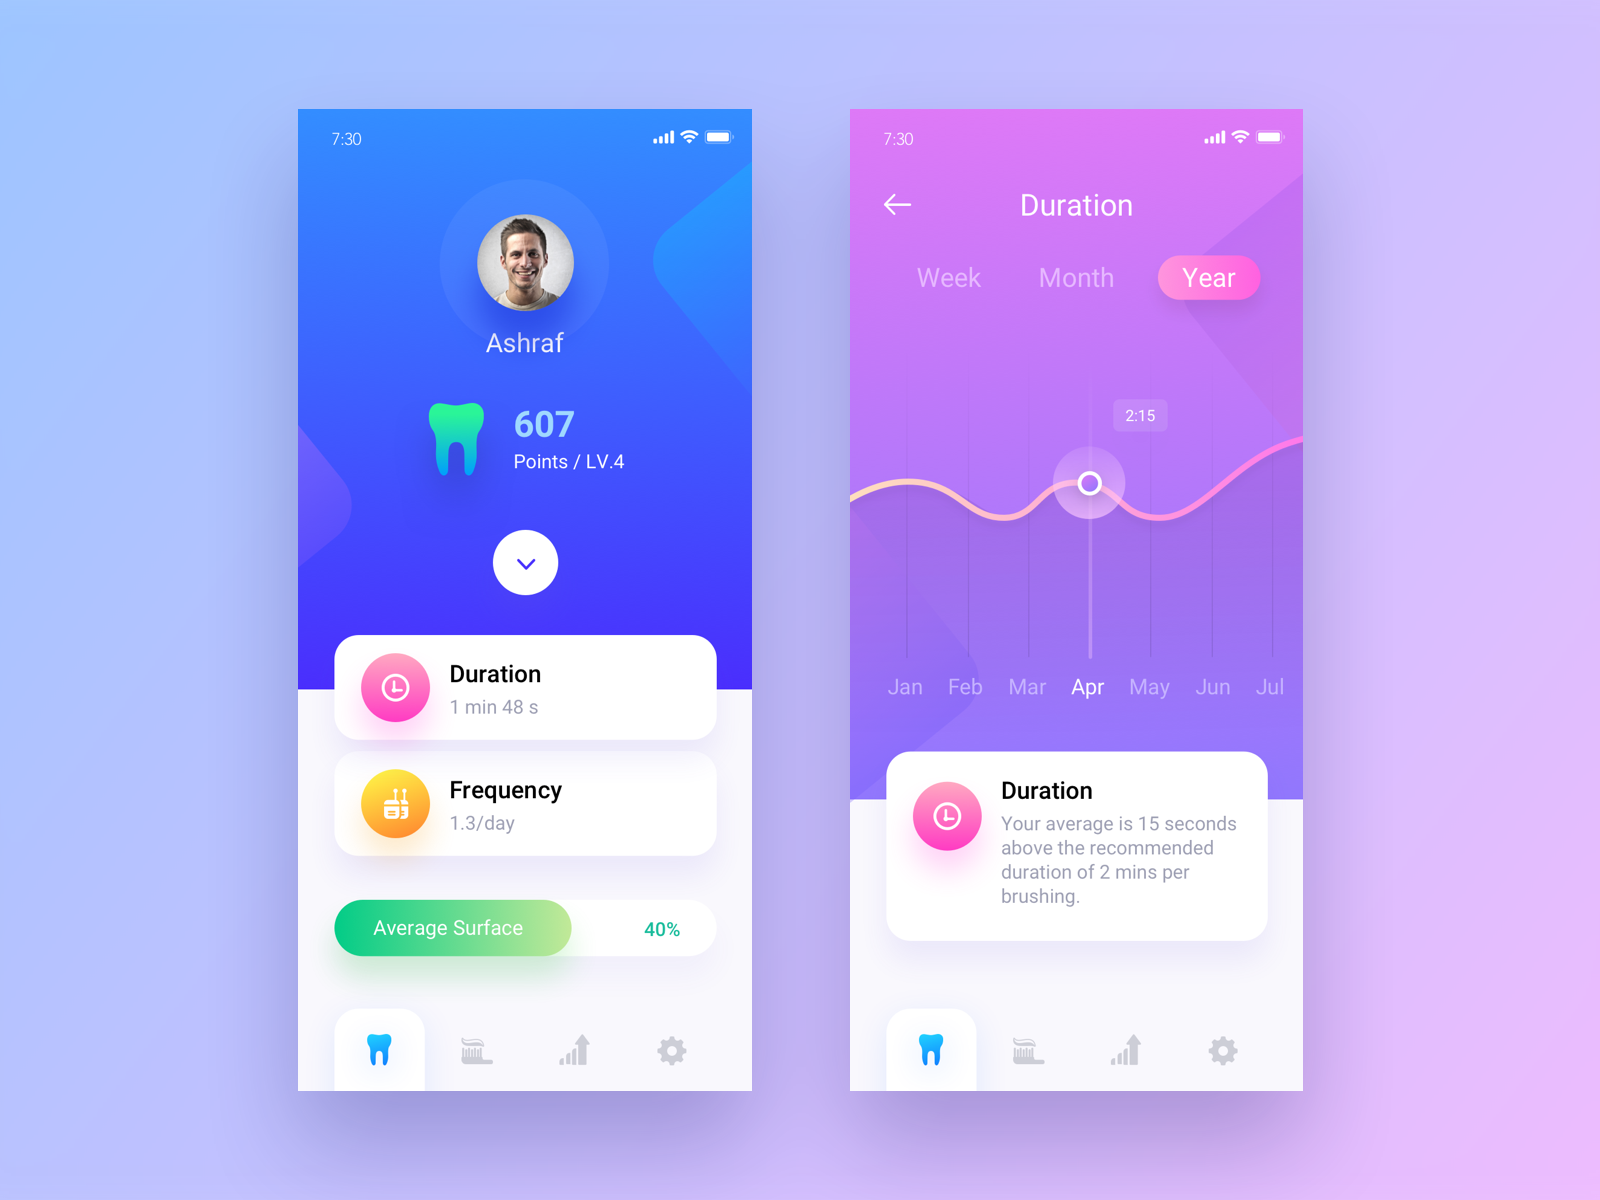 7:30
Ashraf
607
Points / LV.4
Duration
1 min 48 s
Frequency
1.3/day
Average Surface
40%
7:30
Duration
Week Month Year
2:15
Jan Feb Mar Apr May Jun Jul
Duration
Your average is 15 seconds
above the recommended
duration of 2 mins per
brushing.